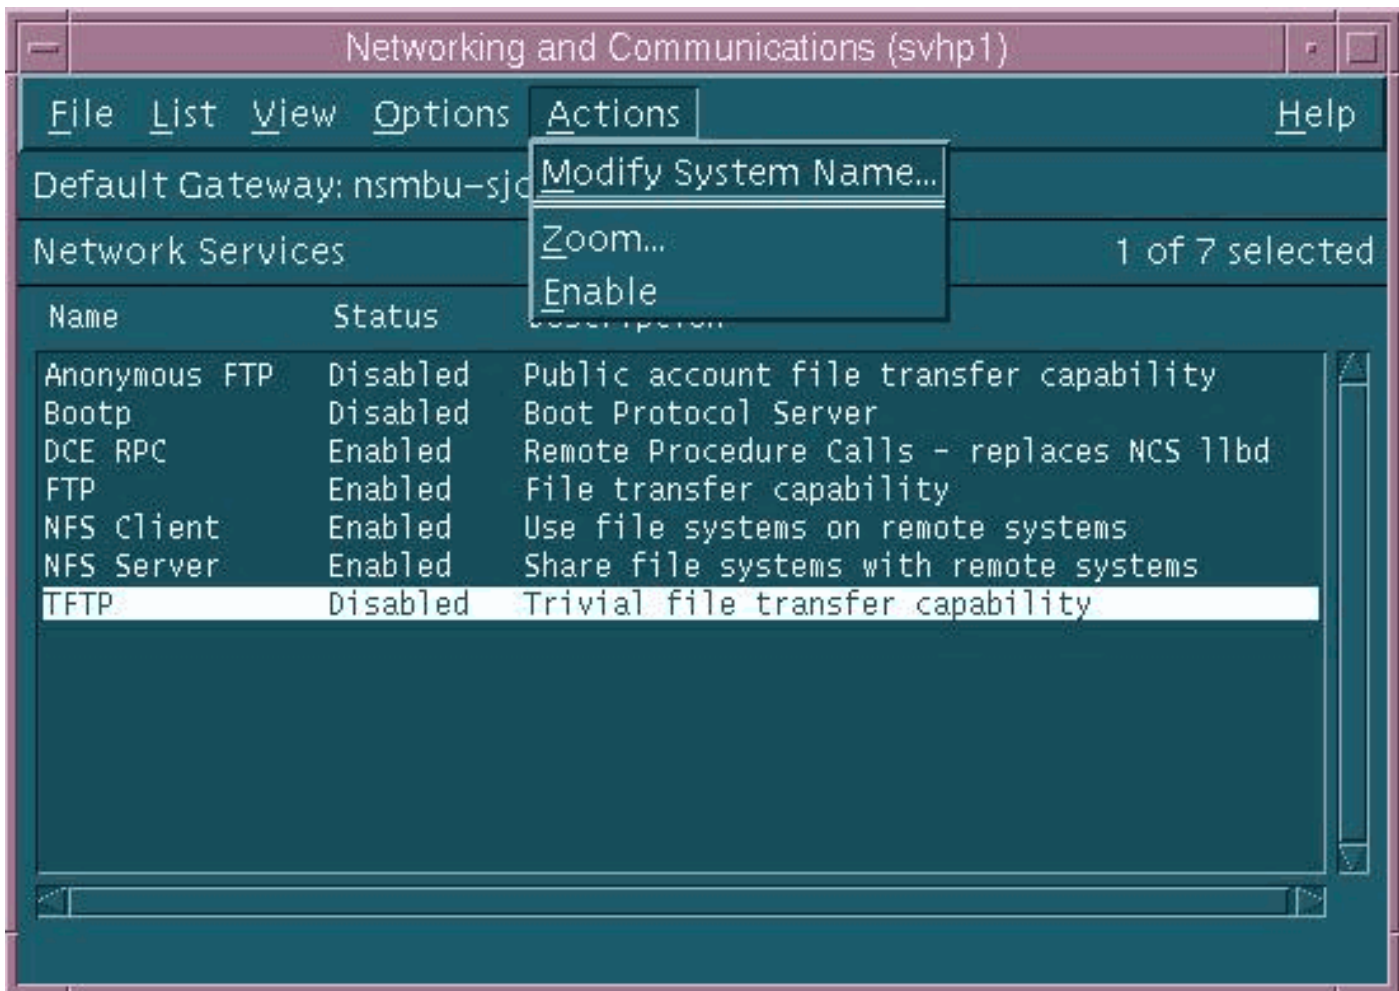 Networking and Communications (svhp1)
File List View Options Actions Help
Modify System Name...
Default Gateway: nsmbu-sjc
Zoom...
Network Services 1 of 7 selected
Enable
Name Status
Anonymous FTP Disabled Public account file transfer capability
Bootp Disabled Boot Protocol Server
DCE RPC Enabled Remote Procedure Calls - replaces NCS llbd
FTP Enabled File transfer capability
NFS Client Enabled Use file systems on remote systems
NFS Server Enabled Share file systems with remote systems
TFTP Disabled Trivial file transfer capability